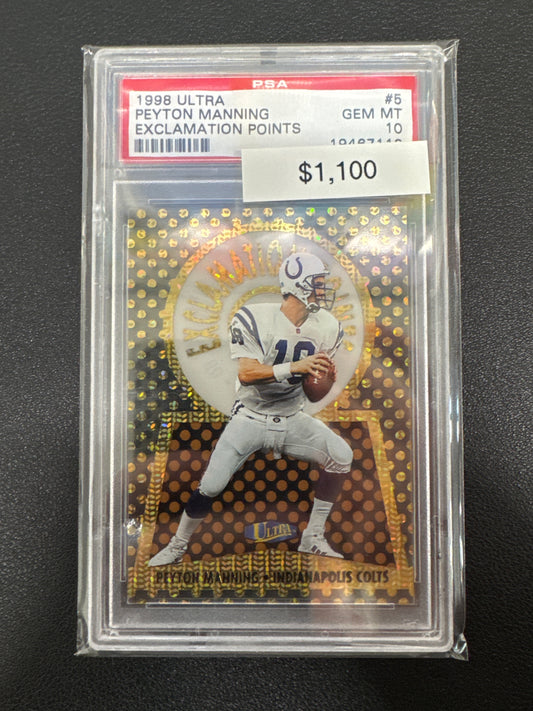 PSA
1998 ULTRA #5
PEYTON MANNING GEM MT
EXCLAMATION POINTS 10
$1,100
EXCLAMATION
18
ULTRA
PEYTON MANNING • INDIANAPOLIS COLTS